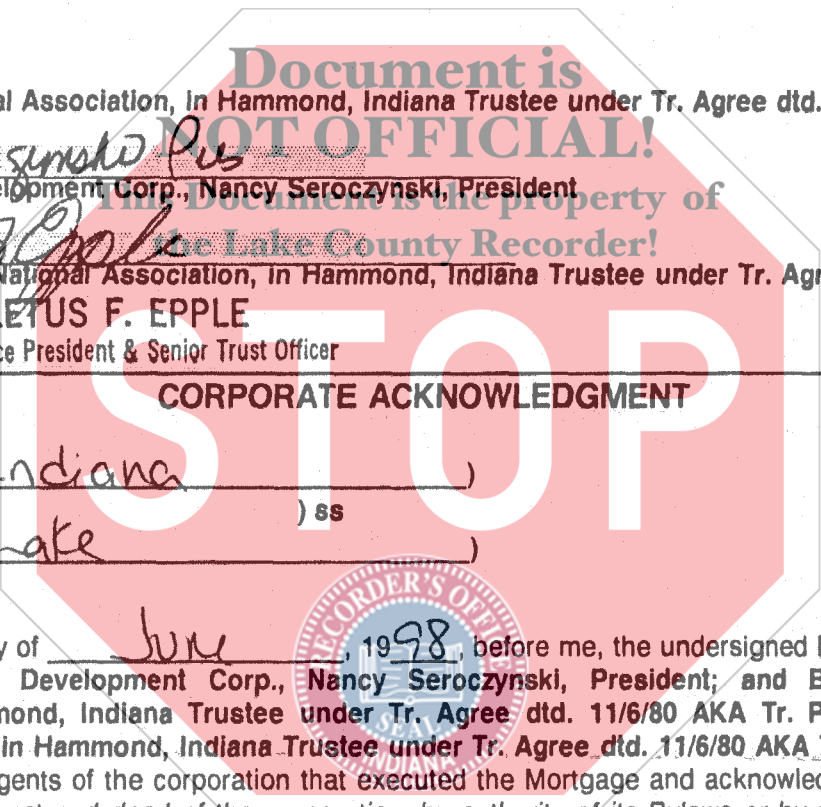 Document is
al Association, in Hammond, Indiana Trustee under Tr. Agree dtd.
NOT OFFICIAL!
elopment Corp., Nancy Seroczynski, President
This Document is the property of
the Lake County Recorder!
National Association, in Hammond, Indiana Trustee under Tr. Agr
LETUS F. EPPLE
ce President & Senior Trust Officer
STOP
CORPORATE ACKNOWLEDGMENT
ndiana )
) ss
ake )
RECORDER'S OFFICE
y of June , 19 98 , before me, the undersigned
Development Corp., Nancy Seroczynski, President; and B
mond, Indiana Trustee under Tr. Agree dtd. 11/6/80 AKA Tr. P
SEAL
in Hammond, Indiana Trustee under Tr. Agree dtd. 11/6/80 AKA
INDIANA
gents of the corporation that executed the Mortgage and acknowled